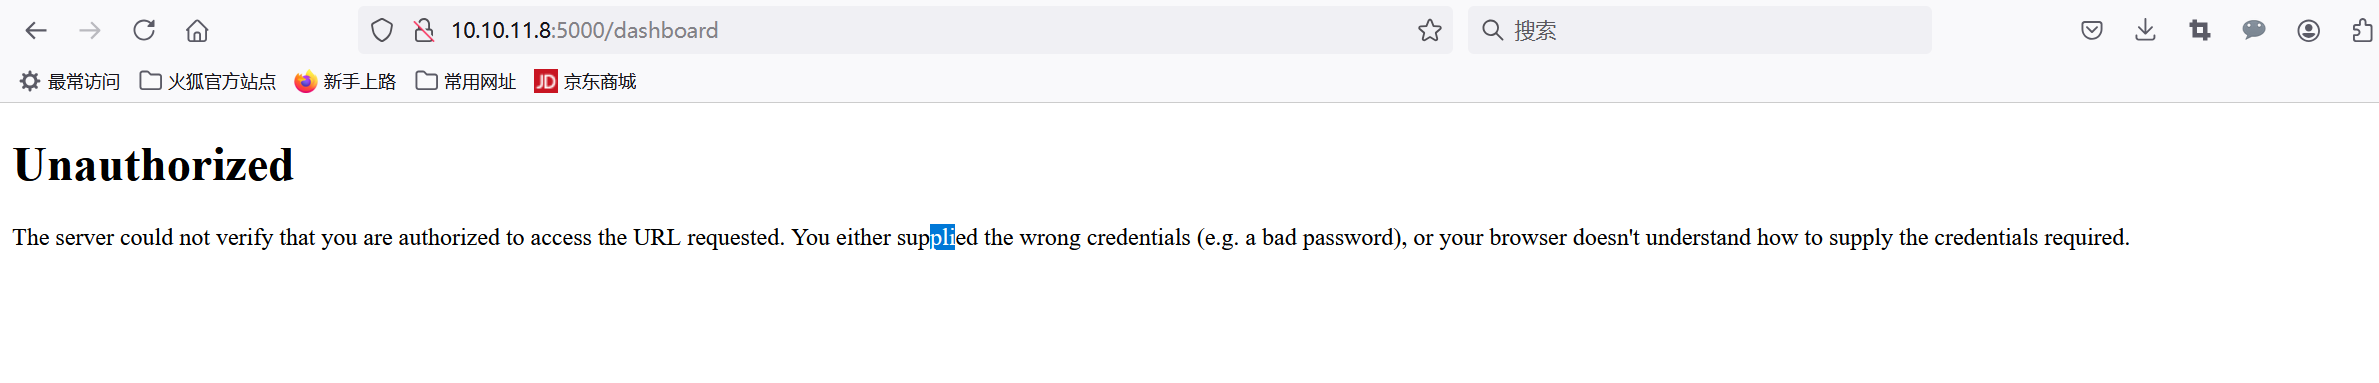 10.10.11.8:5000/dashboard 搜索
最常访问 火狐官方站点 新手上路 常用网址 JD 京东商城
Unauthorized
The server could not verify that you are authorized to access the URL requested. You either supplied the wrong credentials (e.g. a bad password), or your browser doesn't understand how to supply the credentials required.